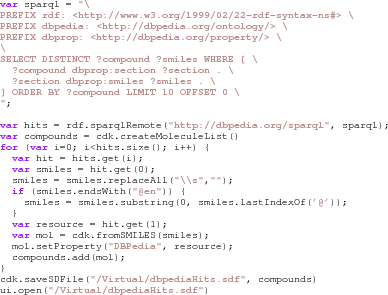 var sparql = "\
PREFIX rdf: <http://www.w3.org/1999/02/22-rdf-syntax-ns#> \
PREFIX dbpedia: <http://dbpedia.org/ontology/> \
PREFIX dbprop: <http://dbpedia.org/property/> \
\
SELECT DISTINCT ?compound ?smiles WHERE { \
  ?compound dbprop:section ?section . \
  ?section dbprop:smiles ?smiles . \
} ORDER BY ?compound LIMIT 10 OFFSET 0 \
";
var hits = rdf.sparqlRemote("http://dbpedia.org/sparql", sparql);
var compounds = cdk.createMoleculeList()
for (var i=0; i<hits.size(); i++) {
  var hit = hits.get(i);
  var smiles = hit.get(0);
  smiles = smiles.replaceAll("\\s","");
  if (smiles.endsWith("@en")) {
    smiles = smiles.substring(0, smiles.lastIndexOf('@'));
  }
  var resource = hit.get(1);
  var mol = cdk.fromSMILES(smiles);
  mol.setProperty("DBPedia", resource);
  compounds.add(mol);
}
cdk.saveSDFile("/Virtual/dbpediaHits.sdf", compounds)
ui.open("/Virtual/dbpediaHits.sdf")